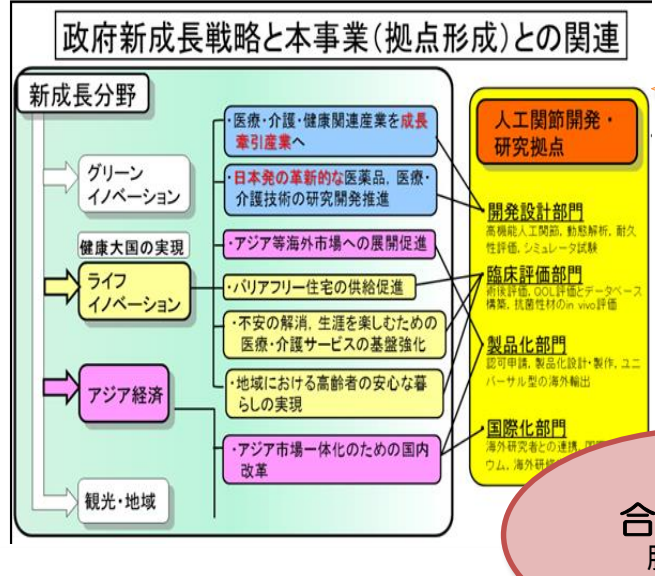 政府新成長戦略と本事業(拠点形成)との関連
新成長分野
グリーン
イノベーション
健康大国の実現
ライフ
イノベーション
アジア経済
観光・地域
・医療・介護・健康関連産業を成長
牽引産業へ
・日本発の革新的な医薬品, 医療・
介護技術の研究開発推進
・アジア等海外市場への展開促進
・バリアフリー住宅の供給促進
・不安の解消, 生涯を楽しむための
医療・介護サービスの基盤強化
・地域における高齢者の安心な暮
らしの実現
・アジア市場一体化のための国内
改革
人工関節開発・
研究拠点
開発設計部門
高機能人工関節, 動態解析, 耐久
性評価, シミュレータ試験
臨床評価部門
術後評価, QOL評価とデータベース
構築, 抗菌性材のin vivo評価
製品化部門
認可申請, 製品化設計・製作, ユニ
バーサル型の海外輸出
国際化部門
海外研究者との連携,
ウム, 海外研
合